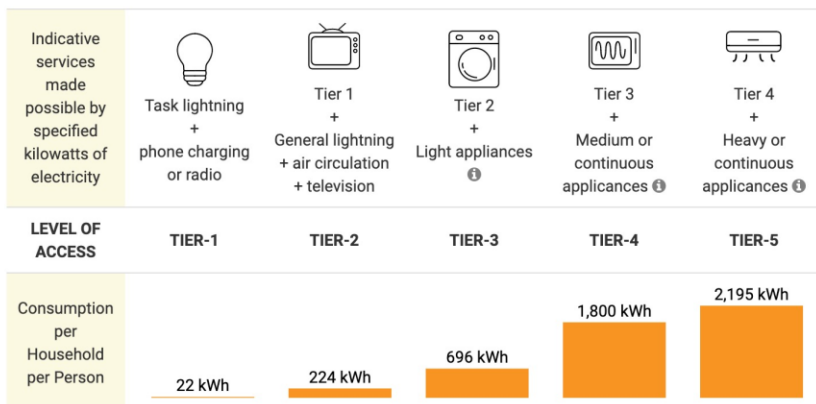 Indicative
services
made
possible by
specified
kilowatts of
electricity
Task lightning
+
phone charging
or radio
Tier 1
+
General lightning
+ air circulation
+ television
Tier 2
+
Light appliances
Tier 3
+
Medium or
continuous
applicances
Tier 4
+
Heavy or
continuous
applicances
LEVEL OF
ACCESS
TIER-1
TIER-2
TIER-3
TIER-4
TIER-5
Consumption
per
Household
per Person
22 kWh
224 kWh
696 kWh
1,800 kWh
2,195 kWh